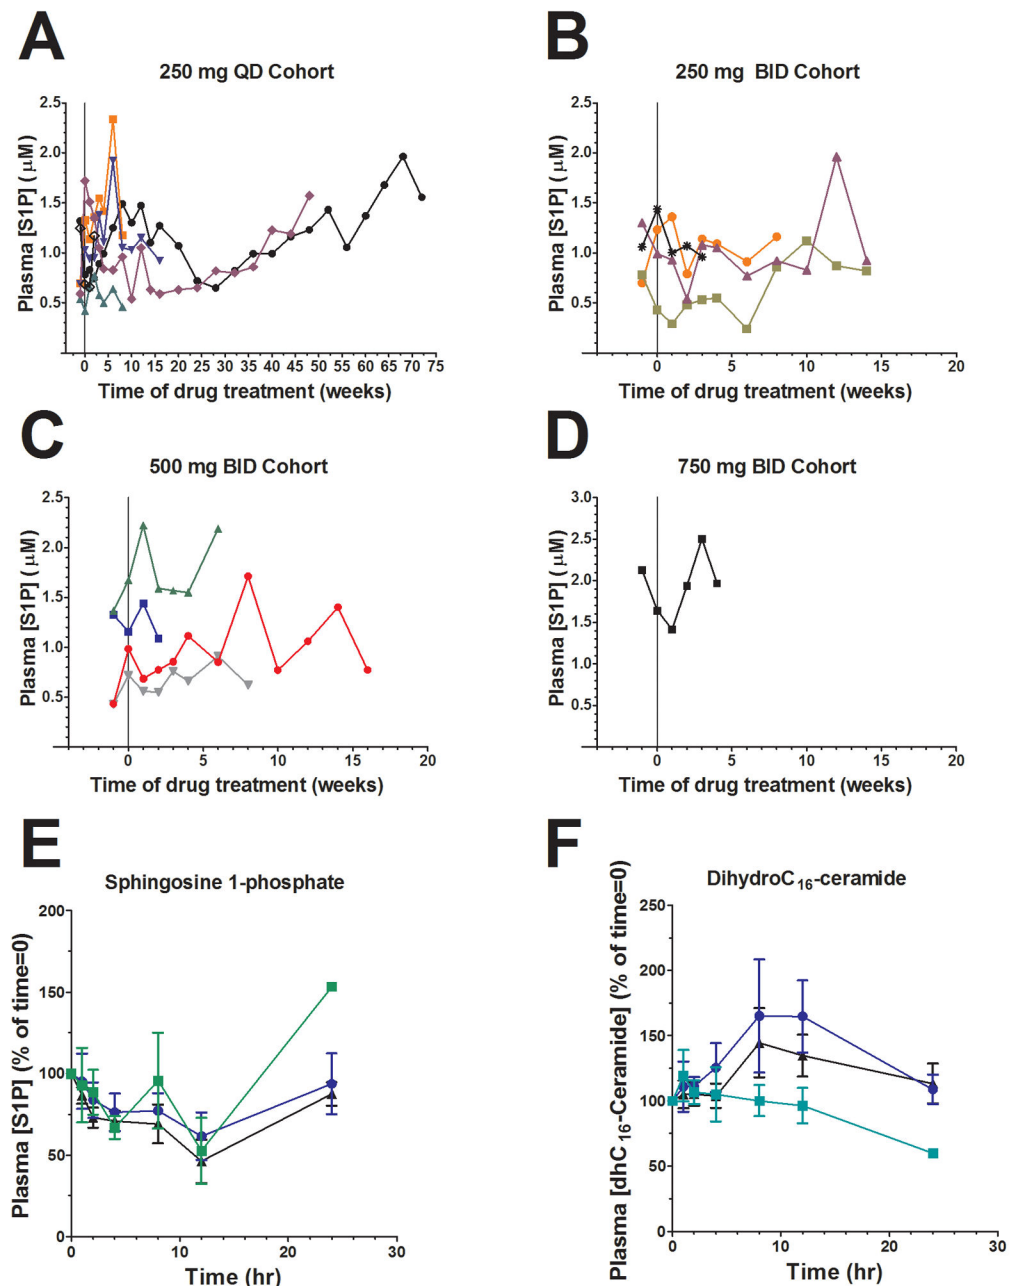 A
250 mg QD Cohort
Plasma [S1P] ( μM)
2.5
2.0
1.5
1.0
0.5
-5 0 5 10 15 20 25 30 35 40 45 50 55 60 65 70 75
Time of drug treatment (weeks)
B
250 mg BID Cohort
Plasma [S1P] ( μM)
2.5
2.0
1.5
1.0
0.5
0 5 10 15 20
Time of drug treatment (weeks)
C
500 mg BID Cohort
Plasma [S1P] ( μM)
2.5
2.0
1.5
1.0
0.5
0 5 10 15 20
Time of drug treatment (weeks)
D
750 mg BID Cohort
Plasma [S1P] ( μM)
3.0
2.5
2.0
1.5
1.0
0.5
0 5 10 15 20
Time of drug treatment (weeks)
E
Sphingosine 1-phosphate
Plasma [S1P] (% of time=0)
200
150
100
50
0
0 10 20 30
Time (hr)
F
DihydroC16-ceramide
Plasma [dhC16-Ceramide] (% of time=0)
250
200
150
100
50
0
0 10 20 30
Time (hr)